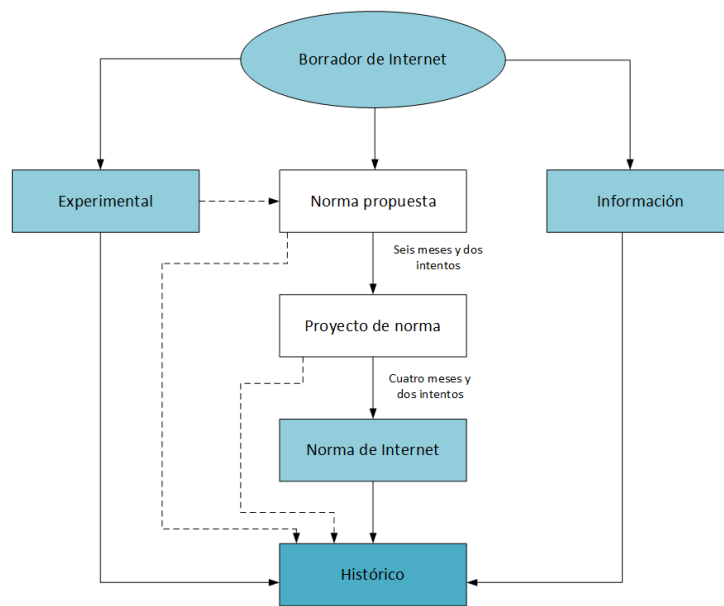 Borrador de Internet
Experimental
Norma propuesta
Información
Seis meses y dos
intentos
Proyecto de norma
Cuatro meses y
dos intentos
Norma de Internet
Histórico